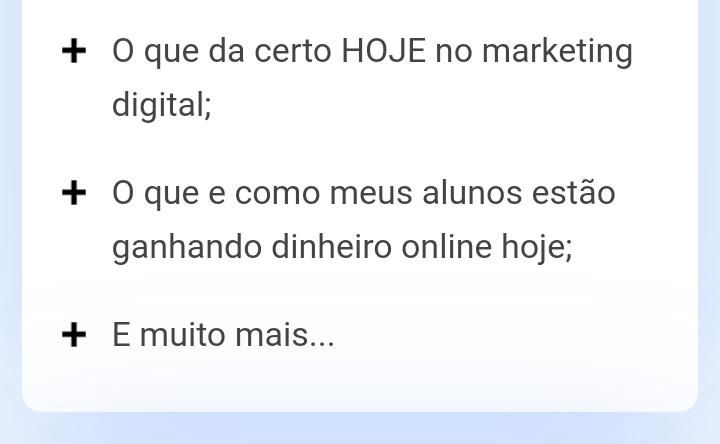 + O que da certo HOJE no marketing
digital;
+ O que e como meus alunos estão
ganhando dinheiro online hoje;
+ E muito mais...